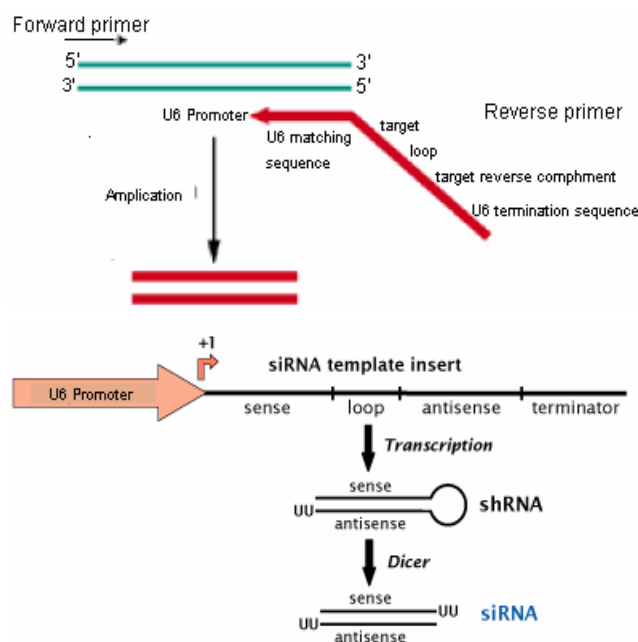 Forward primer
5' 3'
3' 5'
U6 Promoter
Reverse primer
U6 matching
sequence
target
loop
target reverse comphment
U6 termination sequence
Amplication
+1
siRNA template insert
U6 Promoter
sense loop antisense terminator
Transcription
sense
UU shRNA
antisense
Dicer
sense
UU siRNA
UU
antisense